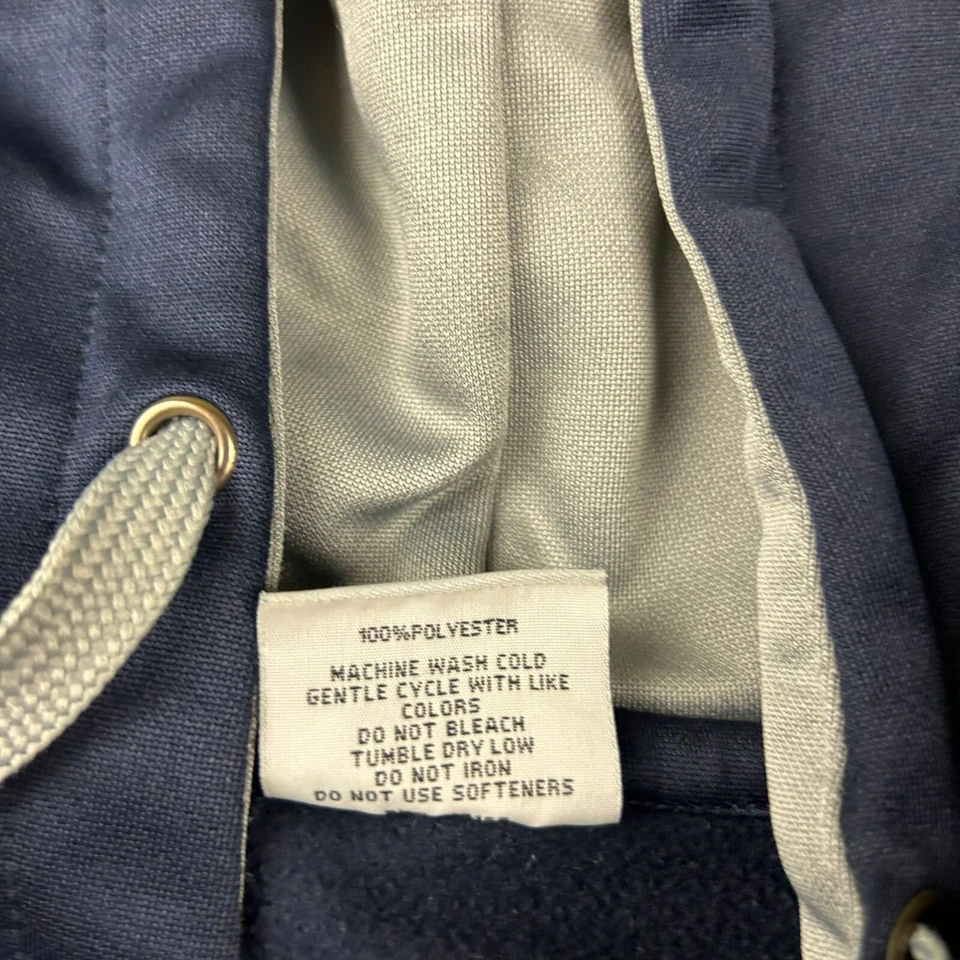 100%POLYESTER
MACHINE WASH COLD
GENTLE CYCLE WITH LIKE
COLORS
DO NOT BLEACH
TUMBLE DRY LOW
DO NOT IRON
DO NOT USE SOFTENERS